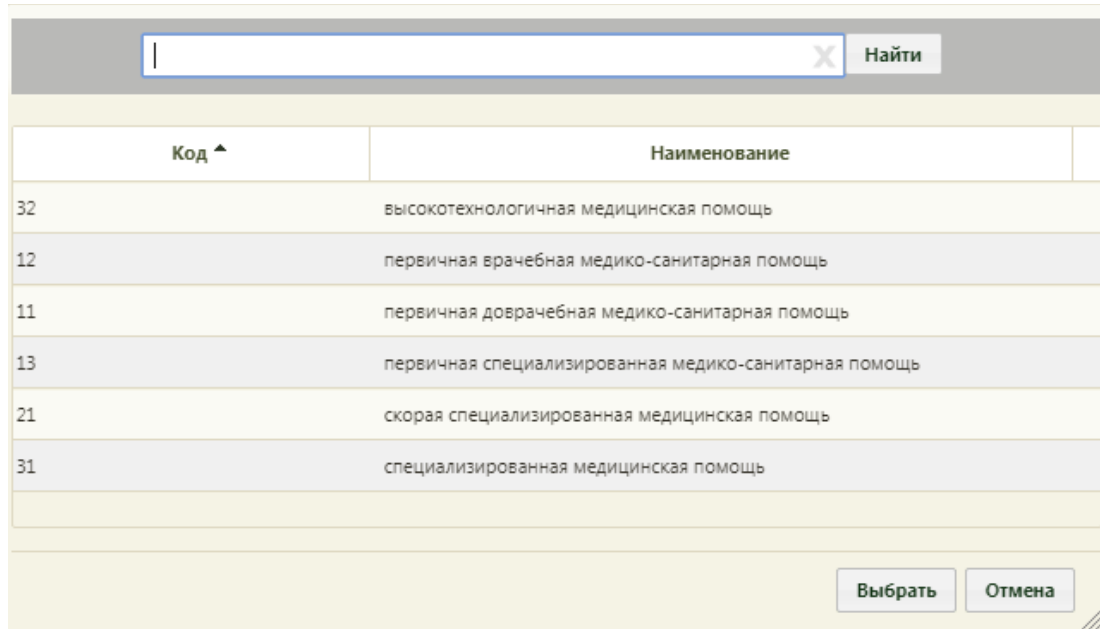 Найти
Код Наименование
32 высокотехнологичная медицинская помощь
12 первичная врачебная медико-санитарная помощь
11 первичная доврачебная медико-санитарная помощь
13 первичная специализированная медико-санитарная помощь
21 скорая специализированная медицинская помощь
31 специализированная медицинская помощь
Выбрать Отмена